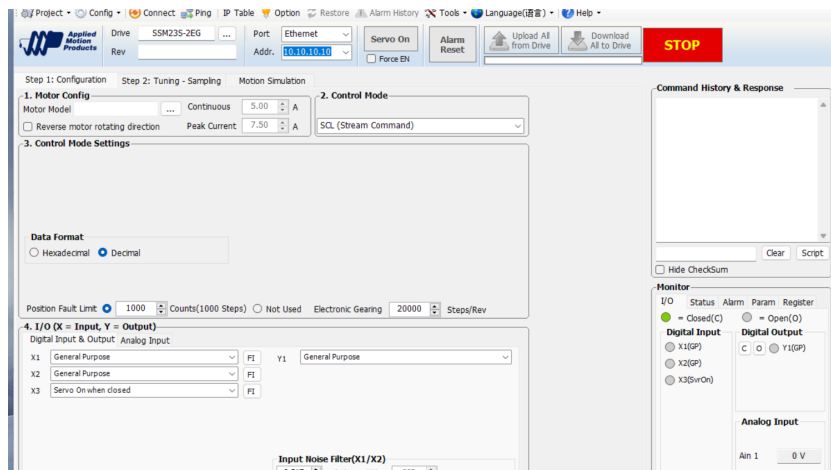 Project Config Connect Ping IP Table Option Restore Alarm History Tools Language(语言) Help
Applied Motion Products
Drive SSM23S-2EG ... Port Ethernet Servo On Alarm Reset Upload All from Drive Download All to Drive STOP
Rev Addr. 10.10.10.10 Force EN
Step 1: Configuration Step 2: Tuning - Sampling Motion Simulation
1. Motor Config
Motor Model ... Continuous 5.00 A
Reverse motor rotating direction Peak Current 7.50 A
2. Control Mode
SCL (Stream Command)
3. Control Mode Settings
Data Format
Hexadecimal Decimal
Position Fault Limit 1000 Counts(1000 Steps) Not Used Electronic Gearing 20000 Steps/Rev
4. I/O (X = Input, Y = Output)
Digital Input & Output Analog Input
X1 General Purpose FI Y1 General Purpose
X2 General Purpose FI
X3 Servo On when closed FI
Input Noise Filter(X1/X2)
Command History & Response
Clear Script
Hide CheckSum
Monitor
I/O Status Alarm Param Register
= Closed(C) = Open(O)
Digital Input Digital Output
X1(GP) C O Y1(GP)
X2(GP)
X3(SvrOn)
Analog Input
Ain 1 0 V